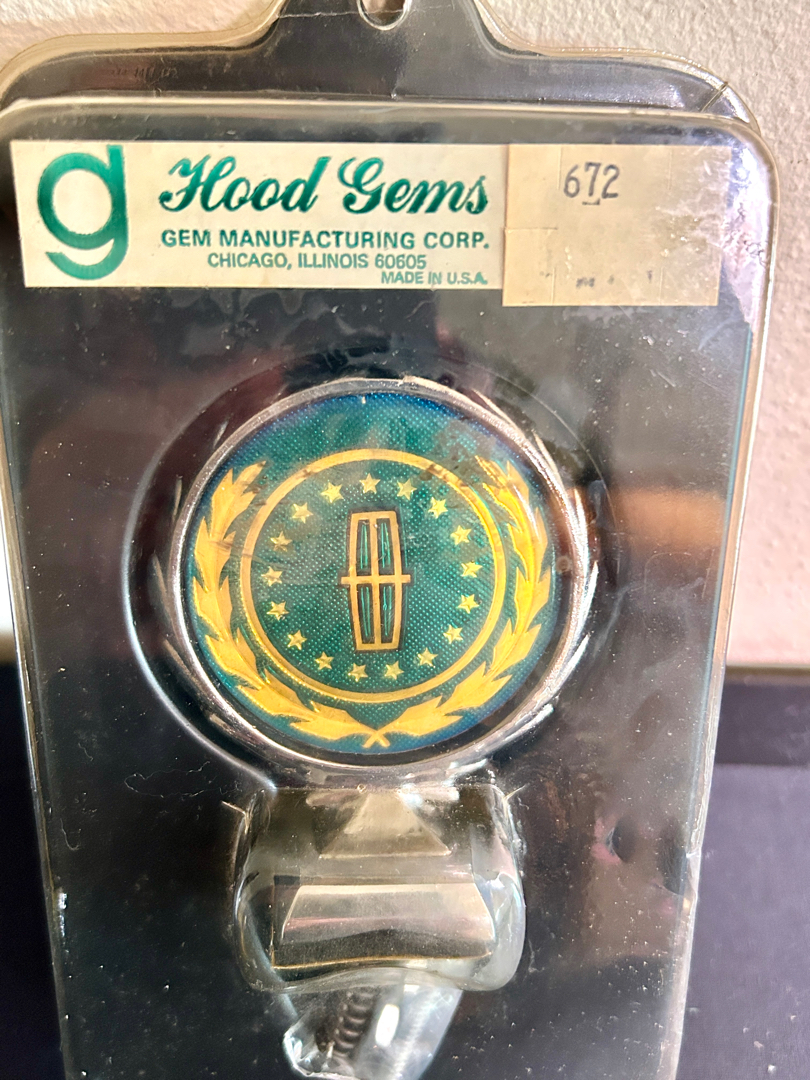 g Hood Gems
GEM MANUFACTURING CORP.
CHICAGO, ILLINOIS 60605
MADE IN U.S.A.
672